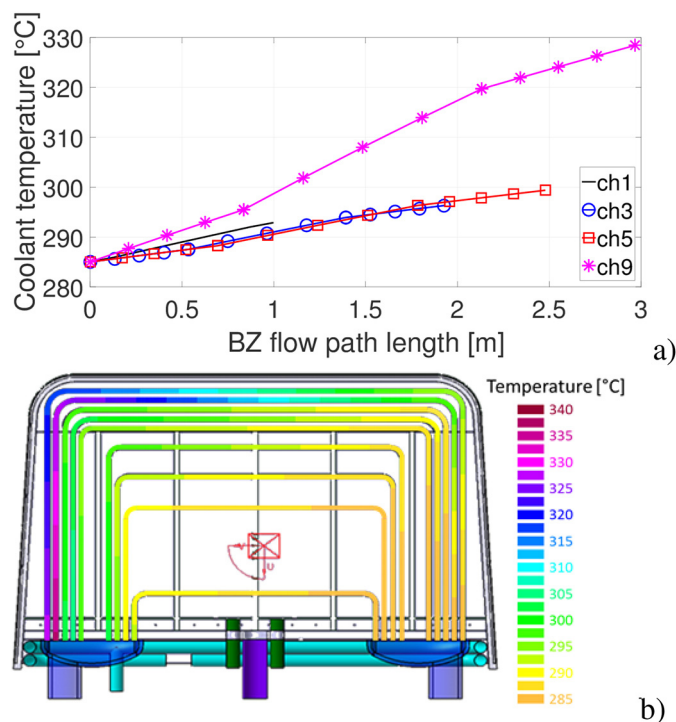 330
320
310
300
290
280
Coolant temperature [°C]
ch1
ch3
ch5
ch9
0 0.5 1 1.5 2 2.5 3
BZ flow path length [m]
a)
Temperature [°C]
340
335
330
325
320
315
310
305
300
295
290
285
U
b)